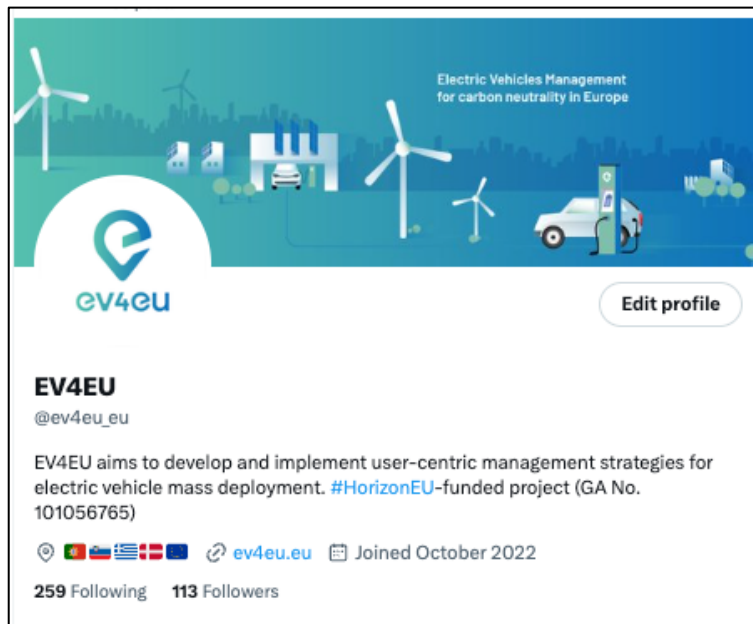 Electric Vehicles Management
for carbon neutrality in Europe
ev4eu
Edit profile
EV4EU
@ev4eu_eu
EV4EU aims to develop and implement user-centric management strategies for
electric vehicle mass deployment. #HorizonEU-funded project (GA No.
101056765)
ev4eu.eu Joined October 2022
259 Following 113 Followers